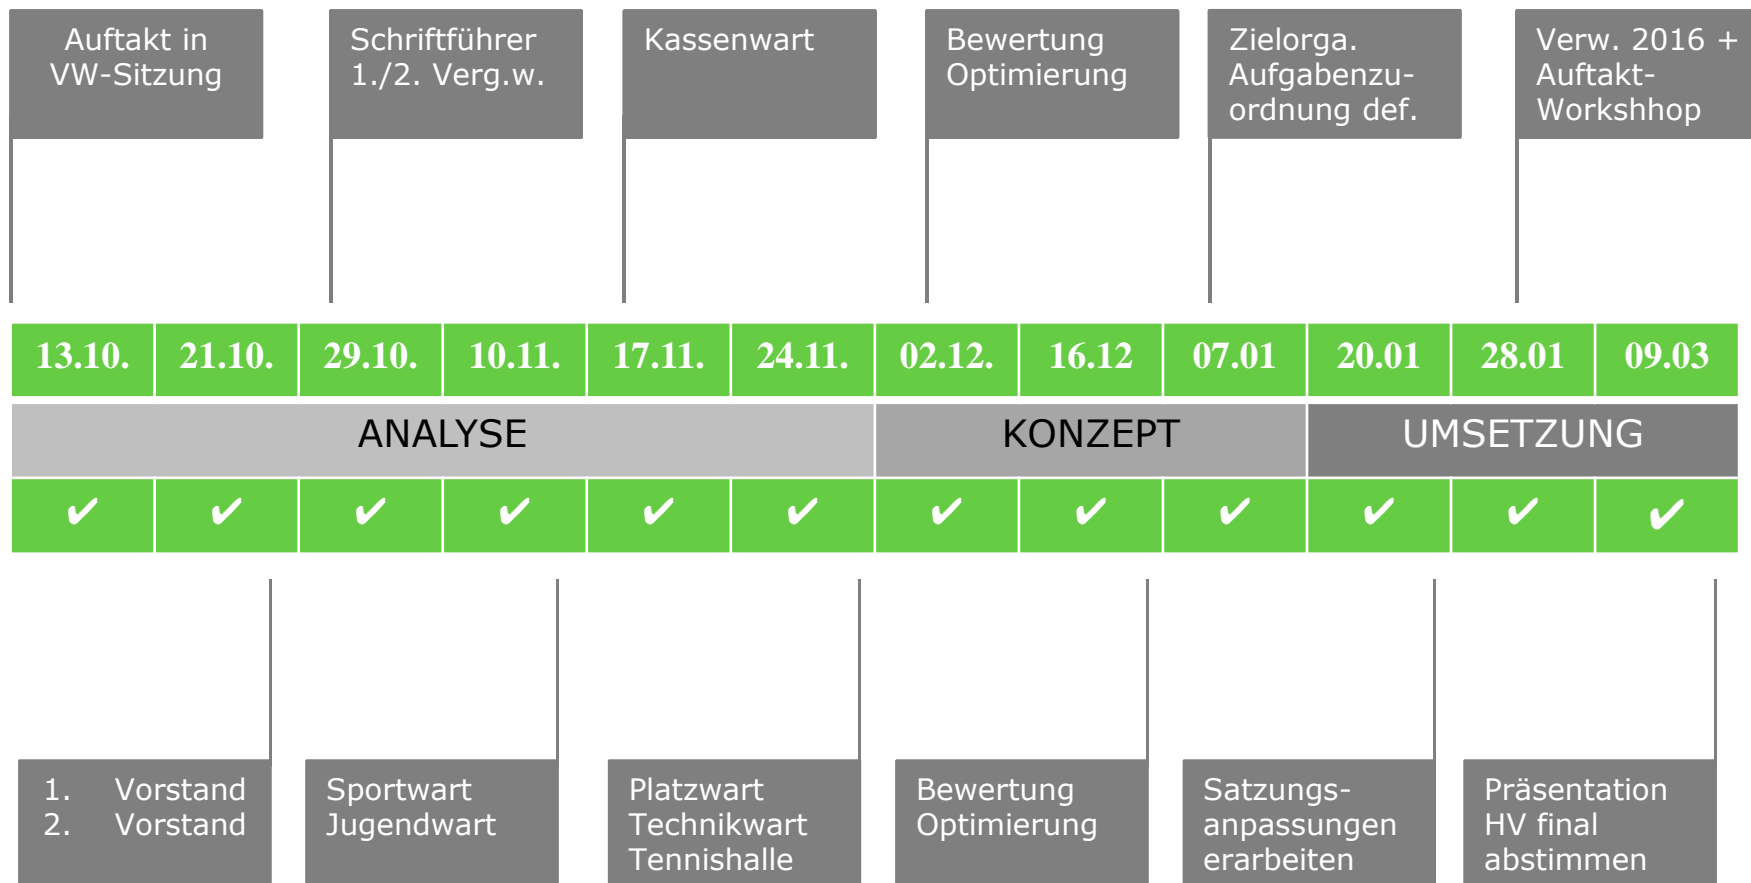 Auftakt in
VW-Sitzung
Schriftführer
1./2. Verg.w.
Kassenwart
Bewertung
Optimierung
Zielorga.
Aufgabenzu-
ordnung def.
Verw. 2016 +
Auftakt-
Workshhop
13.10. 21.10. 29.10. 10.11. 17.11. 24.11. 02.12. 16.12 07.01 20.01 28.01 09.03
ANALYSE KONZEPT UMSETZUNG
✔ ✔ ✔ ✔ ✔ ✔ ✔ ✔ ✔ ✔ ✔ ✔
1. Vorstand
2. Vorstand
Sportwart
Jugendwart
Platzwart
Technikwart
Tennishalle
Bewertung
Optimierung
Satzungs-
anpassungen
erarbeiten
Präsentation
HV final
abstimmen